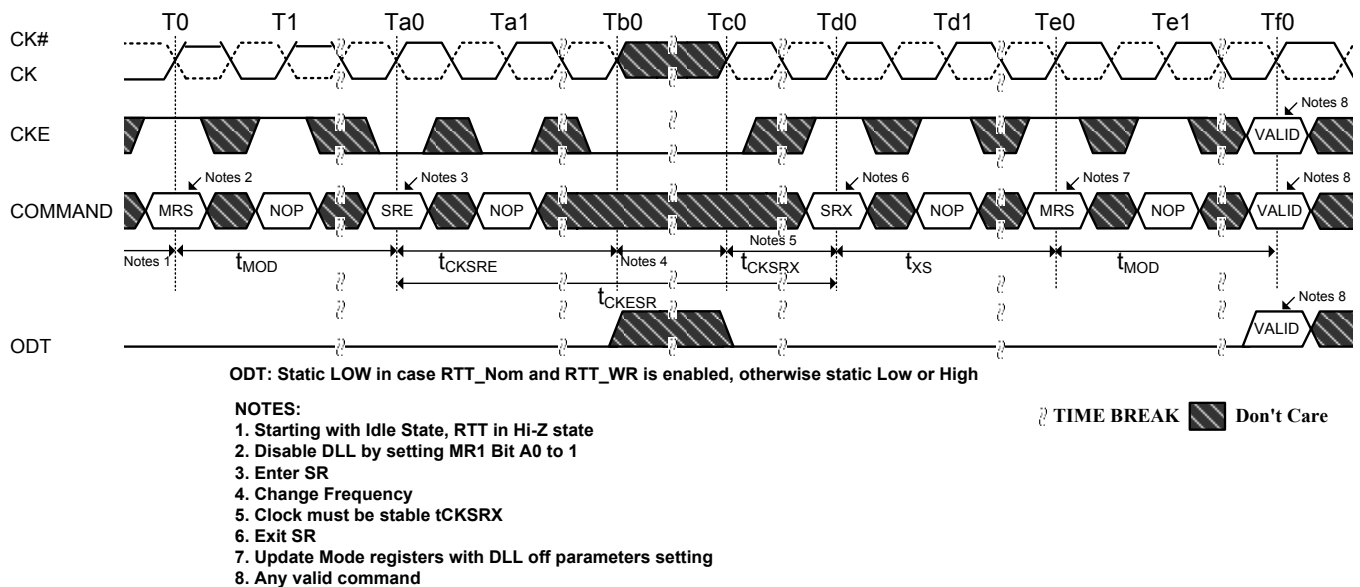 T0 T1 Ta0 Ta1 Tb0 Tc0 Td0 Td1 Te0 Te1 Tf0
CK#
CK
Notes 8
CKE VALID
Notes 2 Notes 3 Notes 6 Notes 7 Notes 8
COMMAND MRS NOP SRE NOP SRX NOP MRS NOP VALID
Notes 1 tMOD tCKSRE Notes 4 Notes 5 tCKSRX tXS tMOD
tCKESR
Notes 8
ODT VALID
ODT: Static LOW in case RTT_Nom and RTT_WR is enabled, otherwise static Low or High
NOTES:
1. Starting with Idle State, RTT in Hi-Z state
2. Disable DLL by setting MR1 Bit A0 to 1
3. Enter SR
4. Change Frequency
5. Clock must be stable tCKSRX
6. Exit SR
7. Update Mode registers with DLL off parameters setting
8. Any valid command
TIME BREAK Don't Care